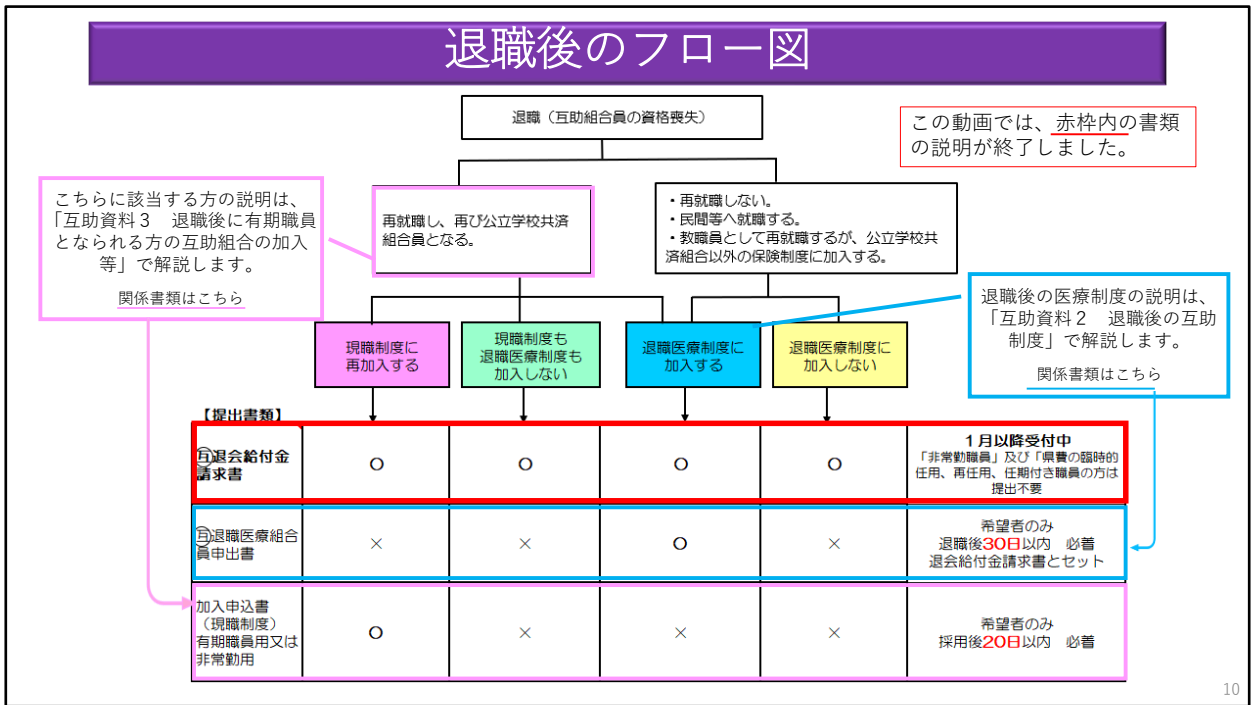 退職後のフロー図
退職（互助組合員の資格喪失）
この動画では、赤枠内の書類
の説明が終了しました。
こちらに該当する方の説明は、
「互助資料３　退職後に有期職員
となられる方の互助組合の加入
等」で解説します。
関係書類はこちら
再就職し、再び公立学校共済
組合員となる。
・再就職しない。
・民間等へ就職する。
・教職員として再就職するが、公立学校共
済組合以外の保険制度に加入する。
退職後の医療制度の説明は、
「互助資料２　退職後の互助
制度」で解説します。
関係書類はこちら
現職制度に
再加入する
現職制度も
退職医療制度も
加入しない
退職医療制度に
加入する
退職医療制度に
加入しない
【提出書類】
㊁退会給付金
請求書
○ ○ ○ ○
１月以降受付中
「非常勤職員」及び「県費の臨時的
任用、再任用、任期付き職員の方は
提出不要
退職医療組合
員申出書
× × ○ ×
希望者のみ
退職後30日以内　必着
退会給付金請求書とセット
加入申込書
（現職制度）
有期職員用又は
非常勤用
○ × × ×
希望者のみ
採用後20日以内　必着
10